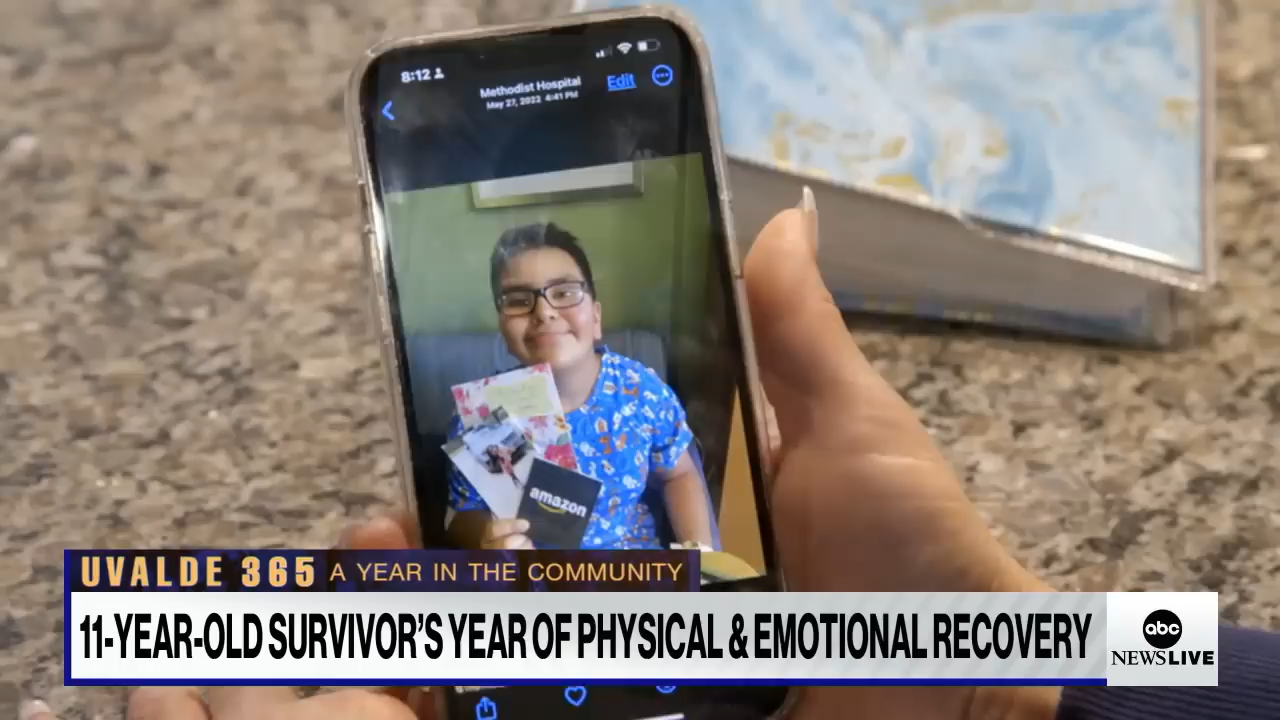 8:12
Methodist Hospital
May 27, 2022 4:41 PM
Edit
amazon
UVALDE 365 A YEAR IN THE COMMUNITY
11-YEAR-OLD SURVIVOR'S YEAR OF PHYSICAL & EMOTIONAL RECOVERY
abc
NEWS LIVE